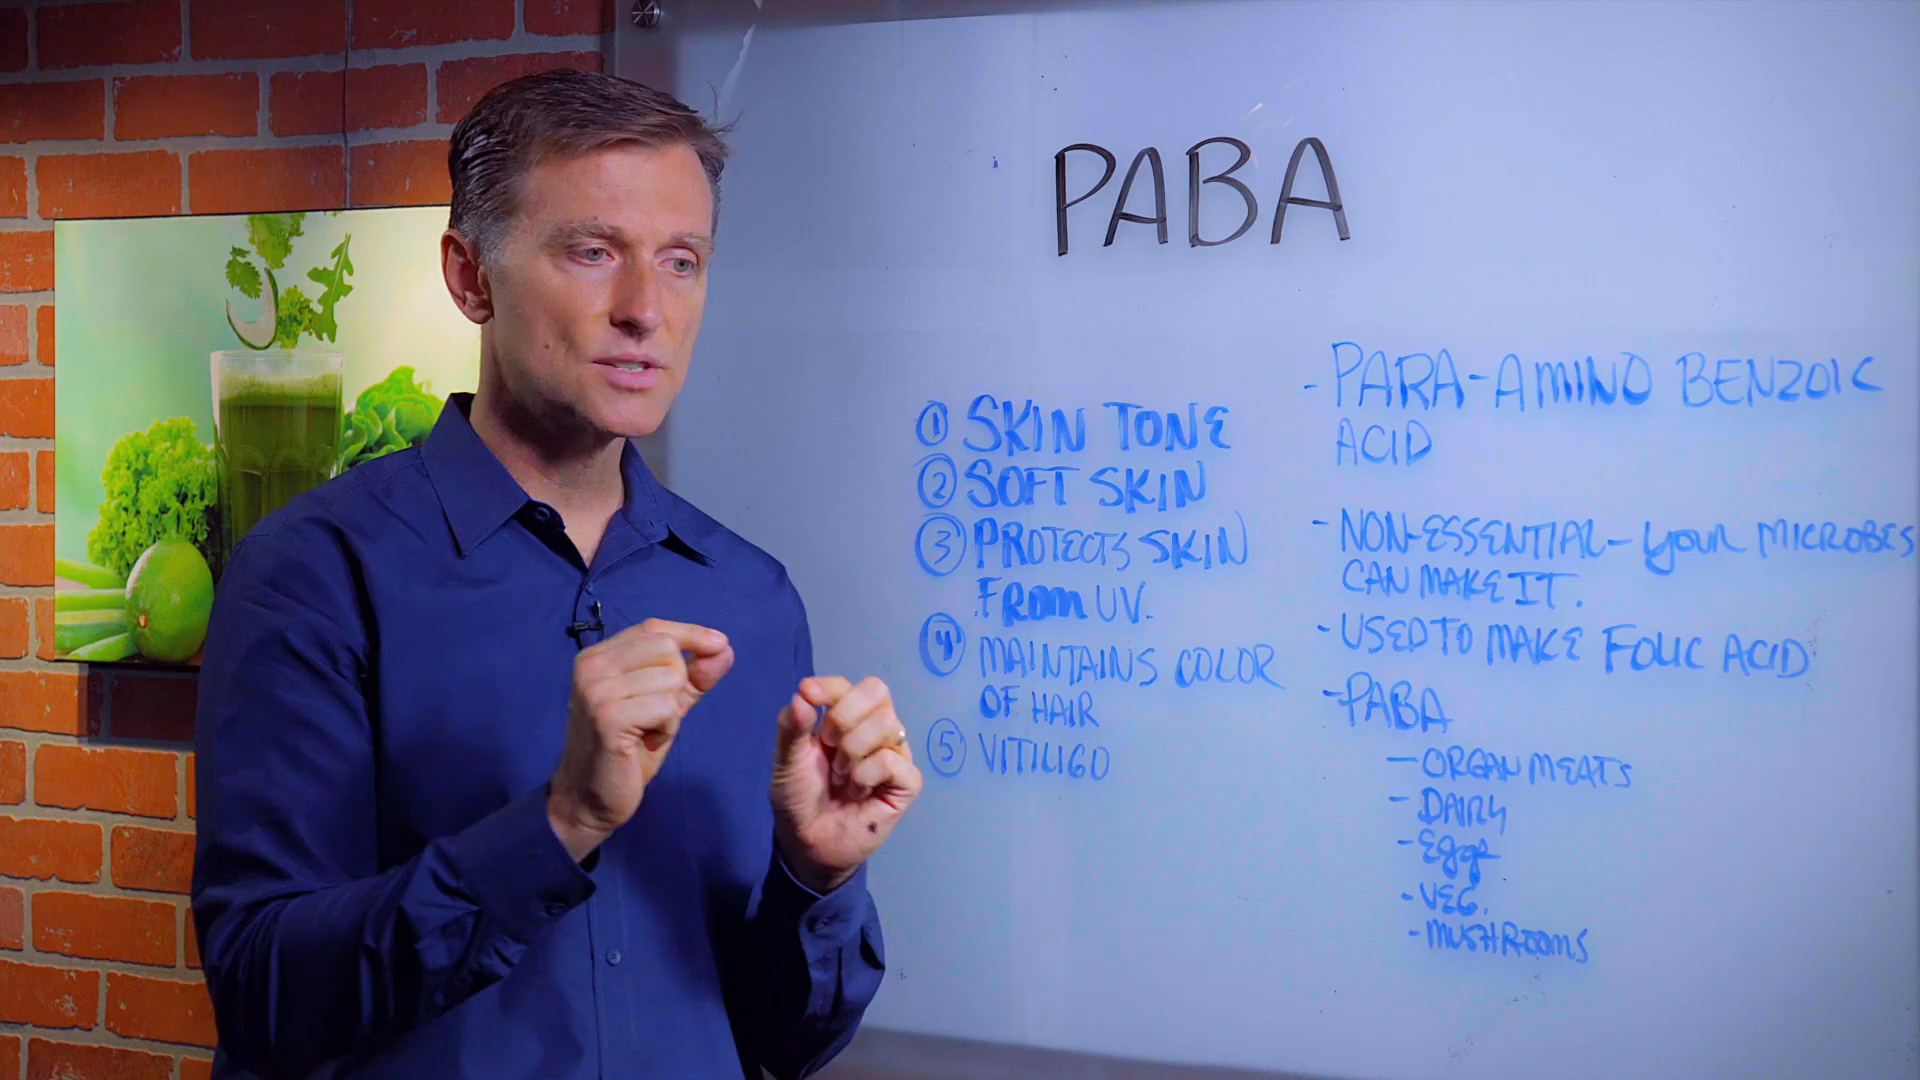 PABA
① SKIN TONE
② SOFT SKIN
③ PROTECTS SKIN
FROM UV.
④ MAINTAINS COLOR
OF HAIR
⑤ VITILIGO
- PARA-AMINO BENZOIC
ACID
- NON-ESSENTIAL - your MICROBES
CAN MAKE IT.
- USED TO MAKE FOLIC ACID
- PABA
- ORGAN MEATS
- DAIRy
- Eggs
- VEG.
- MUSHROOMS